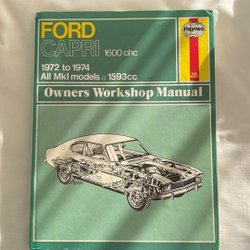 FORD
CAPRI 1600 ohc
1972 to 1974
All MkI models □ 1593cc
Haynes
Owners Workshop Manual